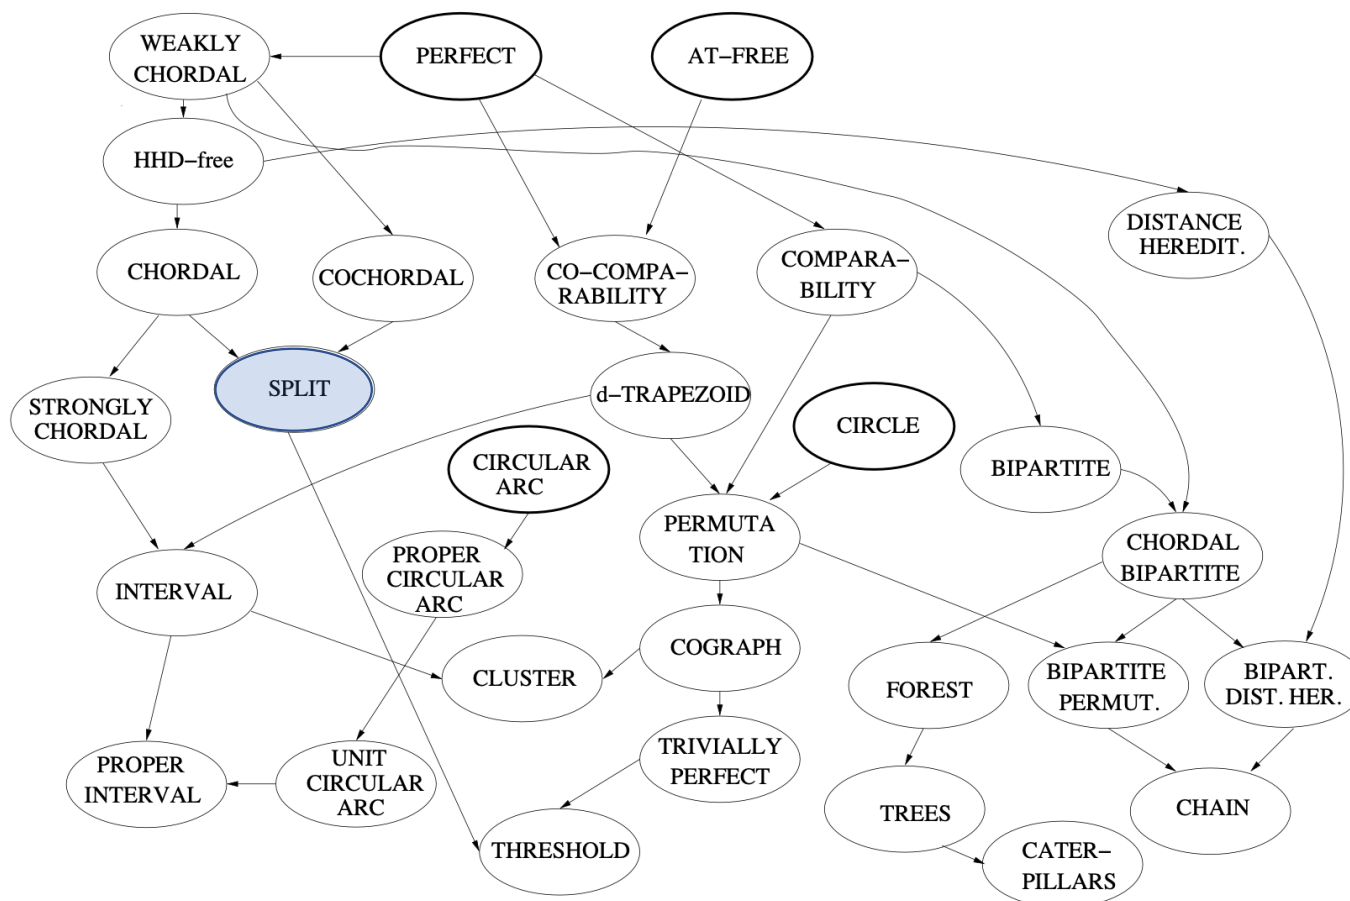 WEAKLY
CHORDAL
PERFECT
AT–FREE
HHD–free
DISTANCE
HEREDIT.
CHORDAL
COCHORDAL
CO–COMPA–
RABILITY
COMPARA–
BILITY
SPLIT
STRONGLY
CHORDAL
d–TRAPEZOID
CIRCLE
CIRCULAR
ARC
BIPARTITE
PERMUTA
TION
CHORDAL
BIPARTITE
PROPER
CIRCULAR
ARC
INTERVAL
CLUSTER
COGRAPH
FOREST
BIPARTITE
PERMUT.
BIPART.
DIST. HER.
PROPER
INTERVAL
UNIT
CIRCULAR
ARC
TRIVIALLY
PERFECT
TREES
CHAIN
THRESHOLD
CATER–
PILLARS